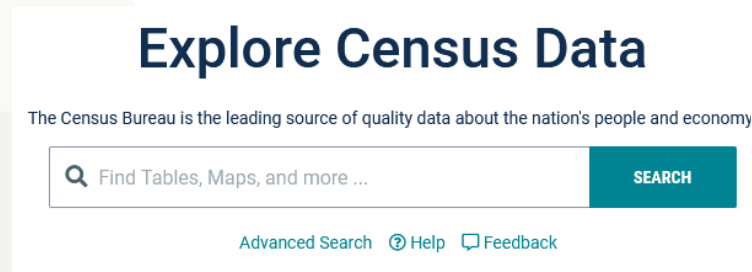 Explore Census Data
The Census Bureau is the leading source of quality data about the nation's people and economy
Find Tables, Maps, and more ... SEARCH
Advanced Search Help Feedback